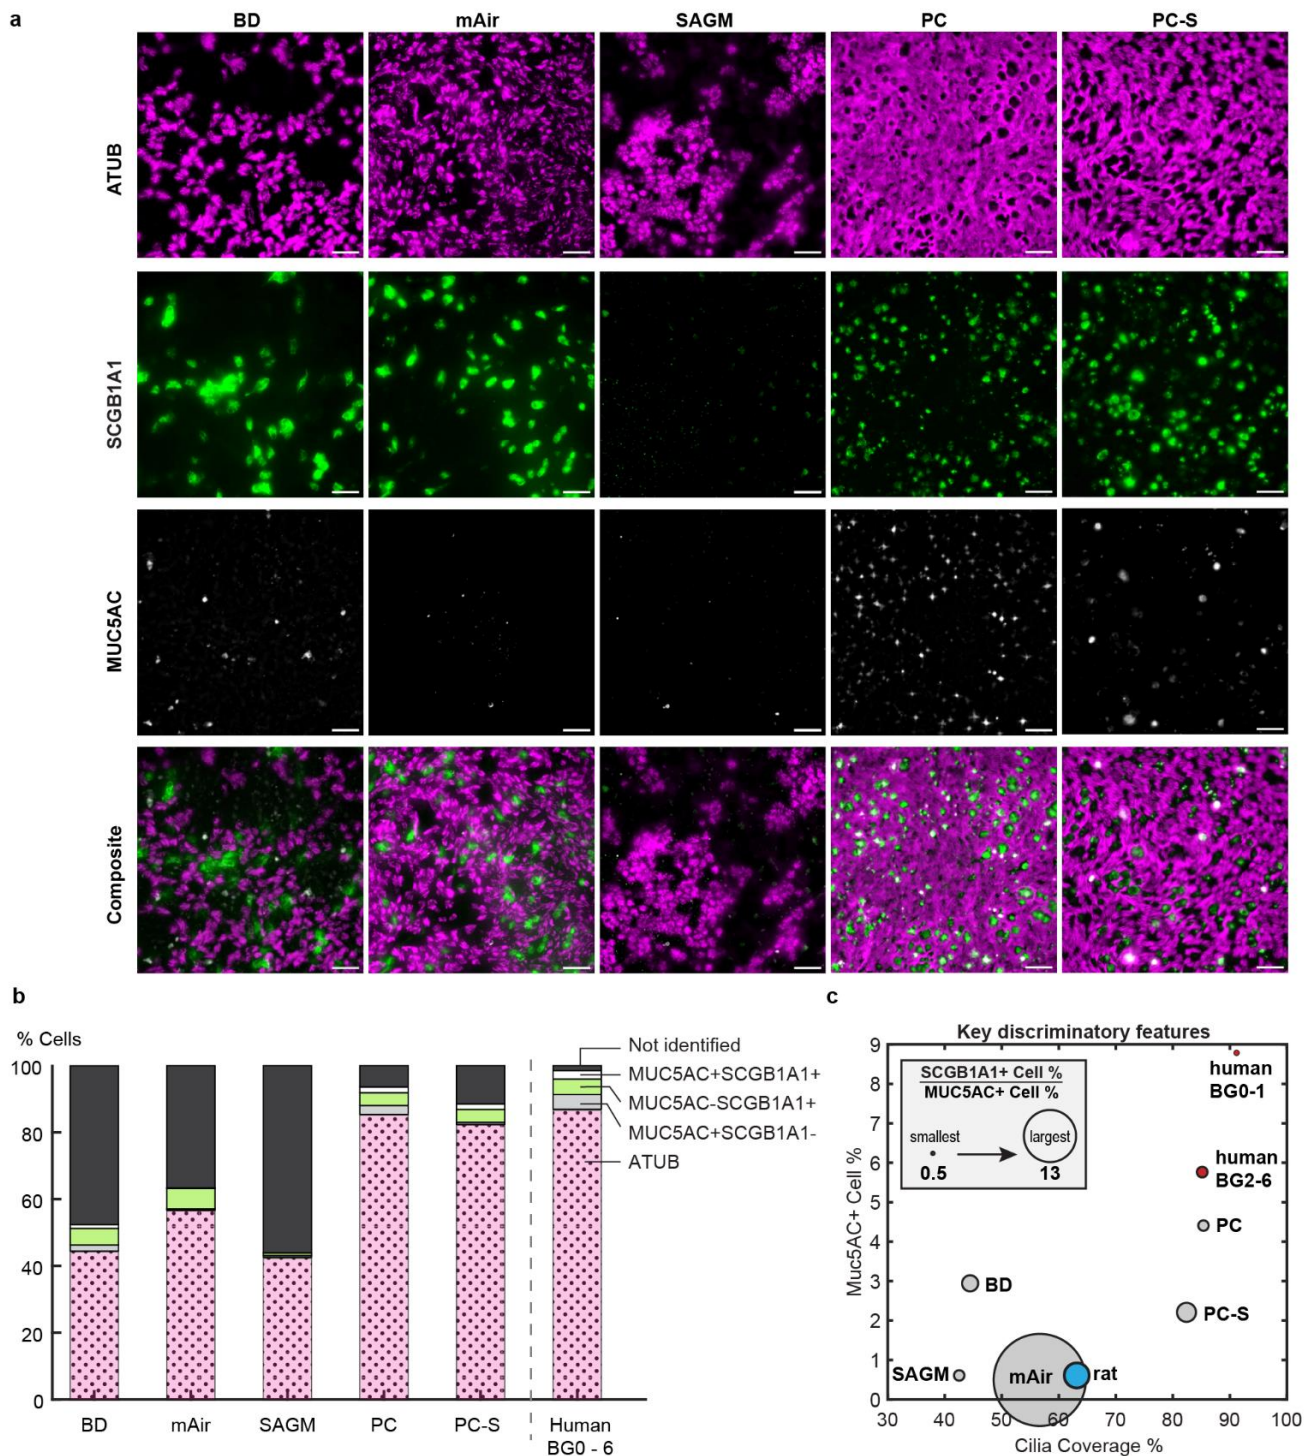 a
BD mAir SAGM PC PC-S
ATUB
SCGB1A1
MUC5AC
Composite
b
% Cells
100
80
60
40
20
0
BD mAir SAGM PC PC-S Human
BG0 - 6
Not identified
MUC5AC+SCGB1A1+
MUC5AC-SCGB1A1+
MUC5AC+SCGB1A1-
ATUB
c
Key discriminatory features
Muc5AC+ Cell %
9
8
7
6
5
4
3
2
1
0
SCGB1A1+ Cell %
MUC5AC+ Cell %
smallest
largest
0.5
13
human
BG0-1
human
BG2-6
PC
BD
PC-S
SAGM
mAir
rat
30 40 50 60 70 80 90 100
Cilia Coverage %